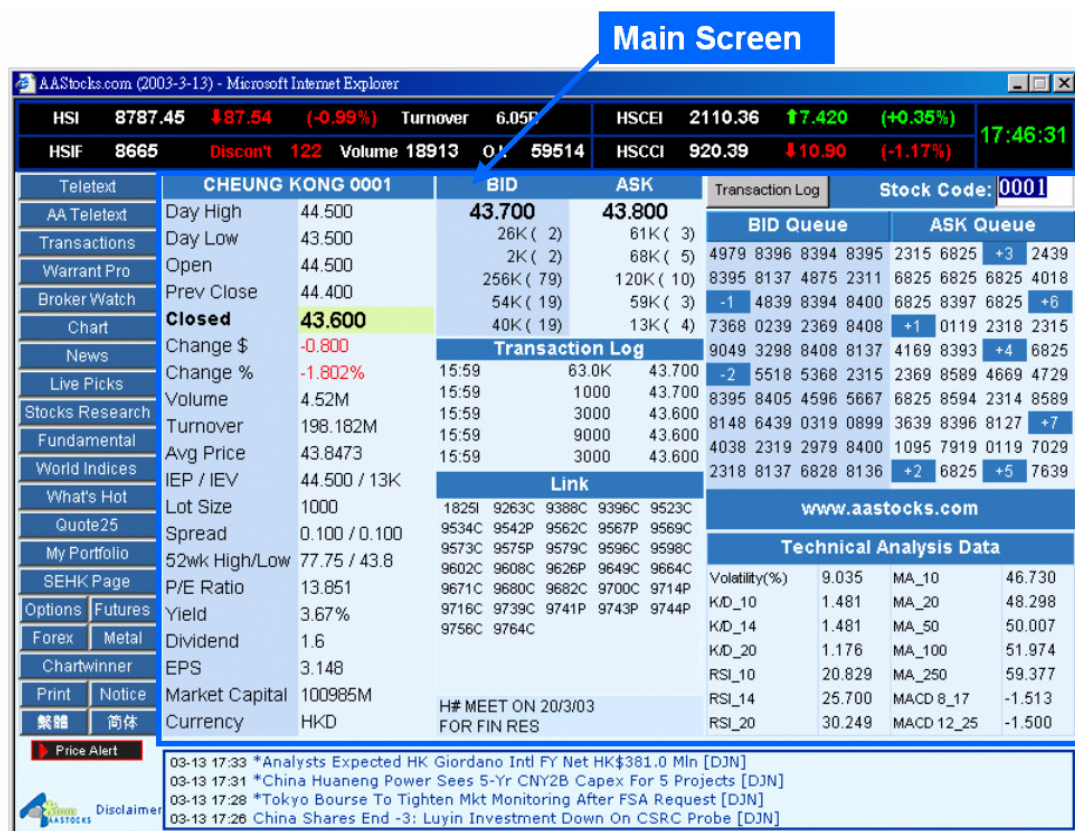 Main Screen
AAStocks.com (2003-3-13) - Microsoft Internet Explorer
HSI 8787.45 87.54 (-0.99%) Turnover 6.05B HSCEI 2110.36 7.420 (+0.35%)
17:46:31
HSIF 8665 Discon't 122 Volume 18913 O.I. 59514 HSCCI 920.39 10.90 (-1.17%)
Teletext
AA Teletext
Transactions
Warrant Pro
Broker Watch
Chart
News
Live Picks
Stocks Research
Fundamental
World Indices
What's Hot
Quote25
My Portfolio
SEHK Page
Options Futures
Forex Metal
Chartwinner
Print Notice
繁體 简体
Price Alert
Disclaimer
AASTOCKS
CHEUNG KONG 0001
Day High 44.500
Day Low 43.500
Open 44.500
Prev Close 44.400
Closed 43.600
Change $ -0.800
Change % -1.802%
Volume 4.52M
Turnover 198.182M
Avg Price 43.8473
IEP / IEV 44.500 / 13K
Lot Size 1000
Spread 0.100 / 0.100
52wk High/Low 77.75 / 43.8
P/E Ratio 13.851
Yield 3.67%
Dividend 1.6
EPS 3.148
Market Capital 100985M
Currency HKD
BID ASK
43.700 43.800
26K ( 2) 61K ( 3)
2K ( 2) 68K ( 5)
256K ( 79) 120K ( 10)
54K ( 19) 59K ( 3)
40K ( 19) 13K ( 4)
Transaction Log
15:59 63.0K 43.700
15:59 1000 43.700
15:59 3000 43.600
15:59 9000 43.600
15:59 3000 43.600
Link
1825I 9263C 9388C 9396C 9523C
9534C 9542P 9562C 9567P 9569C
9573C 9575P 9579C 9596C 9598C
9602C 9608C 9626P 9649C 9664C
9671C 9680C 9682C 9700C 9714P
9716C 9739C 9741P 9743P 9744P
9756C 9764C
H# MEET ON 20/3/03
FOR FIN RES
Transaction Log Stock Code: 0001
BID Queue ASK Queue
4979 8396 8394 8395 2315 6825 +3 2439
8395 8137 4875 2311 6825 6825 6825 4018
-1 4839 8394 8400 6825 8397 6825 +6
7368 0239 2369 8408 +1 0119 2318 2315
9049 3298 8408 8137 4169 8393 +4 6825
-2 5518 5368 2315 2369 8589 4669 4729
8395 8405 4596 5667 6825 8594 2314 8589
8148 6439 0319 0899 3639 8396 8127 +7
4038 2319 2979 8400 1095 7919 0119 7029
2318 8137 6828 8136 +2 6825 +5 7639
www.aastocks.com
Technical Analysis Data
Volatility(%) 9.035 MA_10 46.730
K/D_10 1.481 MA_20 48.298
K/D_14 1.481 MA_50 50.007
K/D_20 1.176 MA_100 51.974
RSI_10 20.829 MA_250 59.377
RSI_14 25.700 MACD 8_17 -1.513
RSI_20 30.249 MACD 12_25 -1.500
03-13 17:33 *Analysts Expected HK Giordano Intl FY Net HK$381.0 Mln [DJN]
03-13 17:31 *China Huaneng Power Sees 5-Yr CNY2B Capex For 5 Projects [DJN]
03-13 17:28 *Tokyo Bourse To Tighten Mkt Monitoring After FSA Request [DJN]
03-13 17:26 China Shares End -3: Luyin Investment Down On CSRC Probe [DJN]